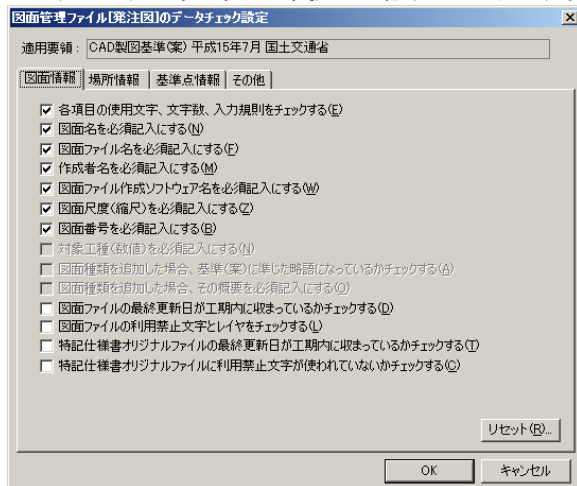 図面管理ファイル[発注図]のデータチェック設定
適用要領： CAD製図基準(案) 平成15年7月 国土交通省
図面情報 場所情報 基準点情報 その他
各項目の使用文字、文字数、入力規則をチェックする(E)
図面名を必須記入にする(N)
図面ファイル名を必須記入にする(F)
作成者名を必須記入にする(M)
図面ファイル作成ソフトウェア名を必須記入にする(W)
図面尺度(縮尺)を必須記入にする(Z)
図面番号を必須記入にする(B)
対象工種(数値)を必須記入にする(N)
図面種類を追加した場合、基準(案)に準じた略語になっているかチェックする(A)
図面種類を追加した場合、その概要を必須記入にする(O)
図面ファイルの最終更新日が工期内に収まっているかチェックする(D)
図面ファイルの利用禁止文字とレイヤをチェックする(L)
特記仕様書オリジナルファイルの最終更新日が工期内に収まっているかチェックする(T)
特記仕様書オリジナルファイルに利用禁止文字が使われていないかチェックする(C)
リセット(R)...
OK キャンセル